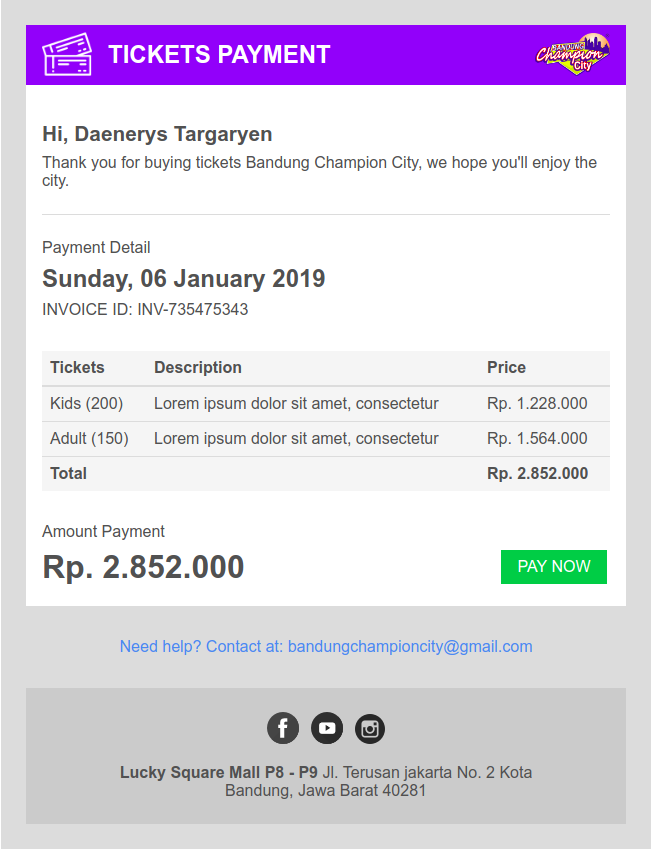 TICKETS PAYMENT
BANDUNG
Champion
City
Hi, Daenerys Targaryen
Thank you for buying tickets Bandung Champion City, we hope you'll enjoy the
city.
Payment Detail
Sunday, 06 January 2019
INVOICE ID: INV-735475343
Tickets Description Price
Kids (200) Lorem ipsum dolor sit amet, consectetur Rp. 1.228.000
Adult (150) Lorem ipsum dolor sit amet, consectetur Rp. 1.564.000
Total Rp. 2.852.000
Amount Payment
Rp. 2.852.000 PAY NOW
Need help? Contact at: bandungchampioncity@gmail.com
Lucky Square Mall P8 - P9 Jl. Terusan jakarta No. 2 Kota
Bandung, Jawa Barat 40281